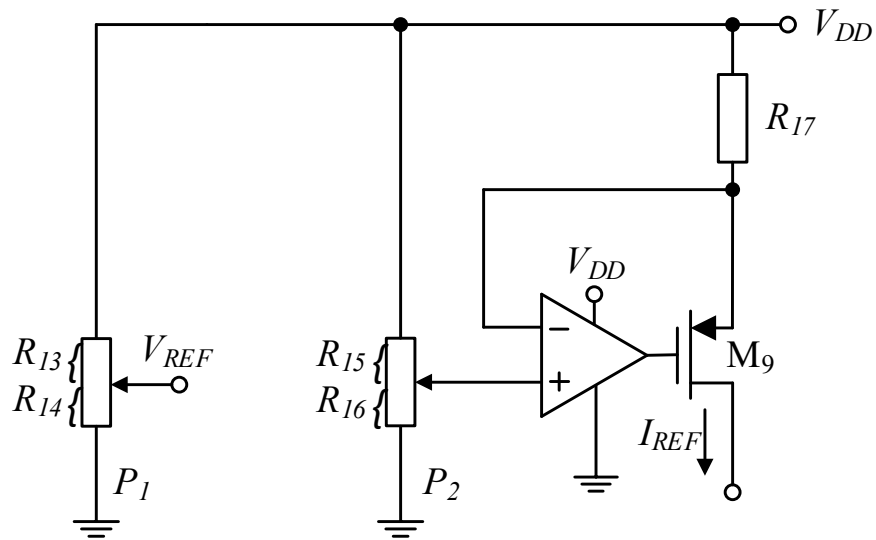 V_DD
R_17
V_DD
R_13 { V_REF
R_14 {
R_15 {
R_16 {
−
+
M_9
I_REF
P_1
P_2